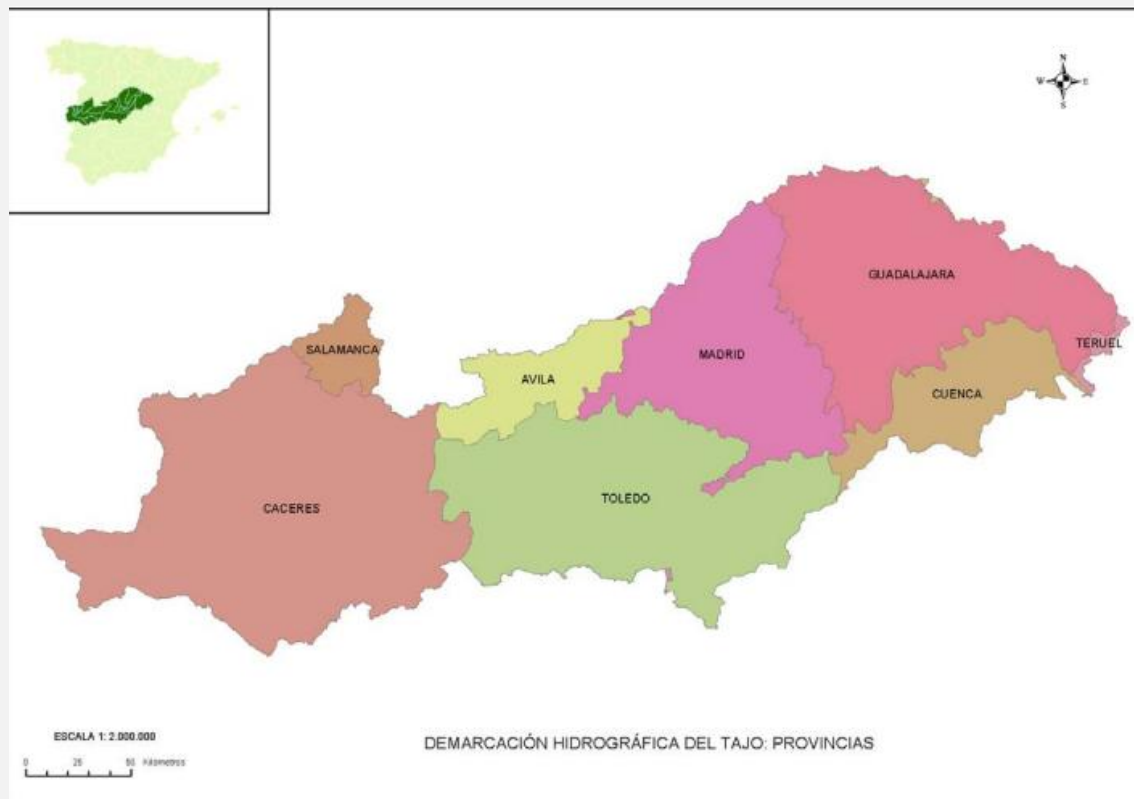 N
W E
S
GUADALAJARA
TERUEL
SALAMANCA
MADRID
AVILA
CUENCA
TOLEDO
CACERES
ESCALA 1: 2.000.000
0 25 50 Kilometros
DEMARCACIÓN HIDROGRÁFICA DEL TAJO: PROVINCIAS